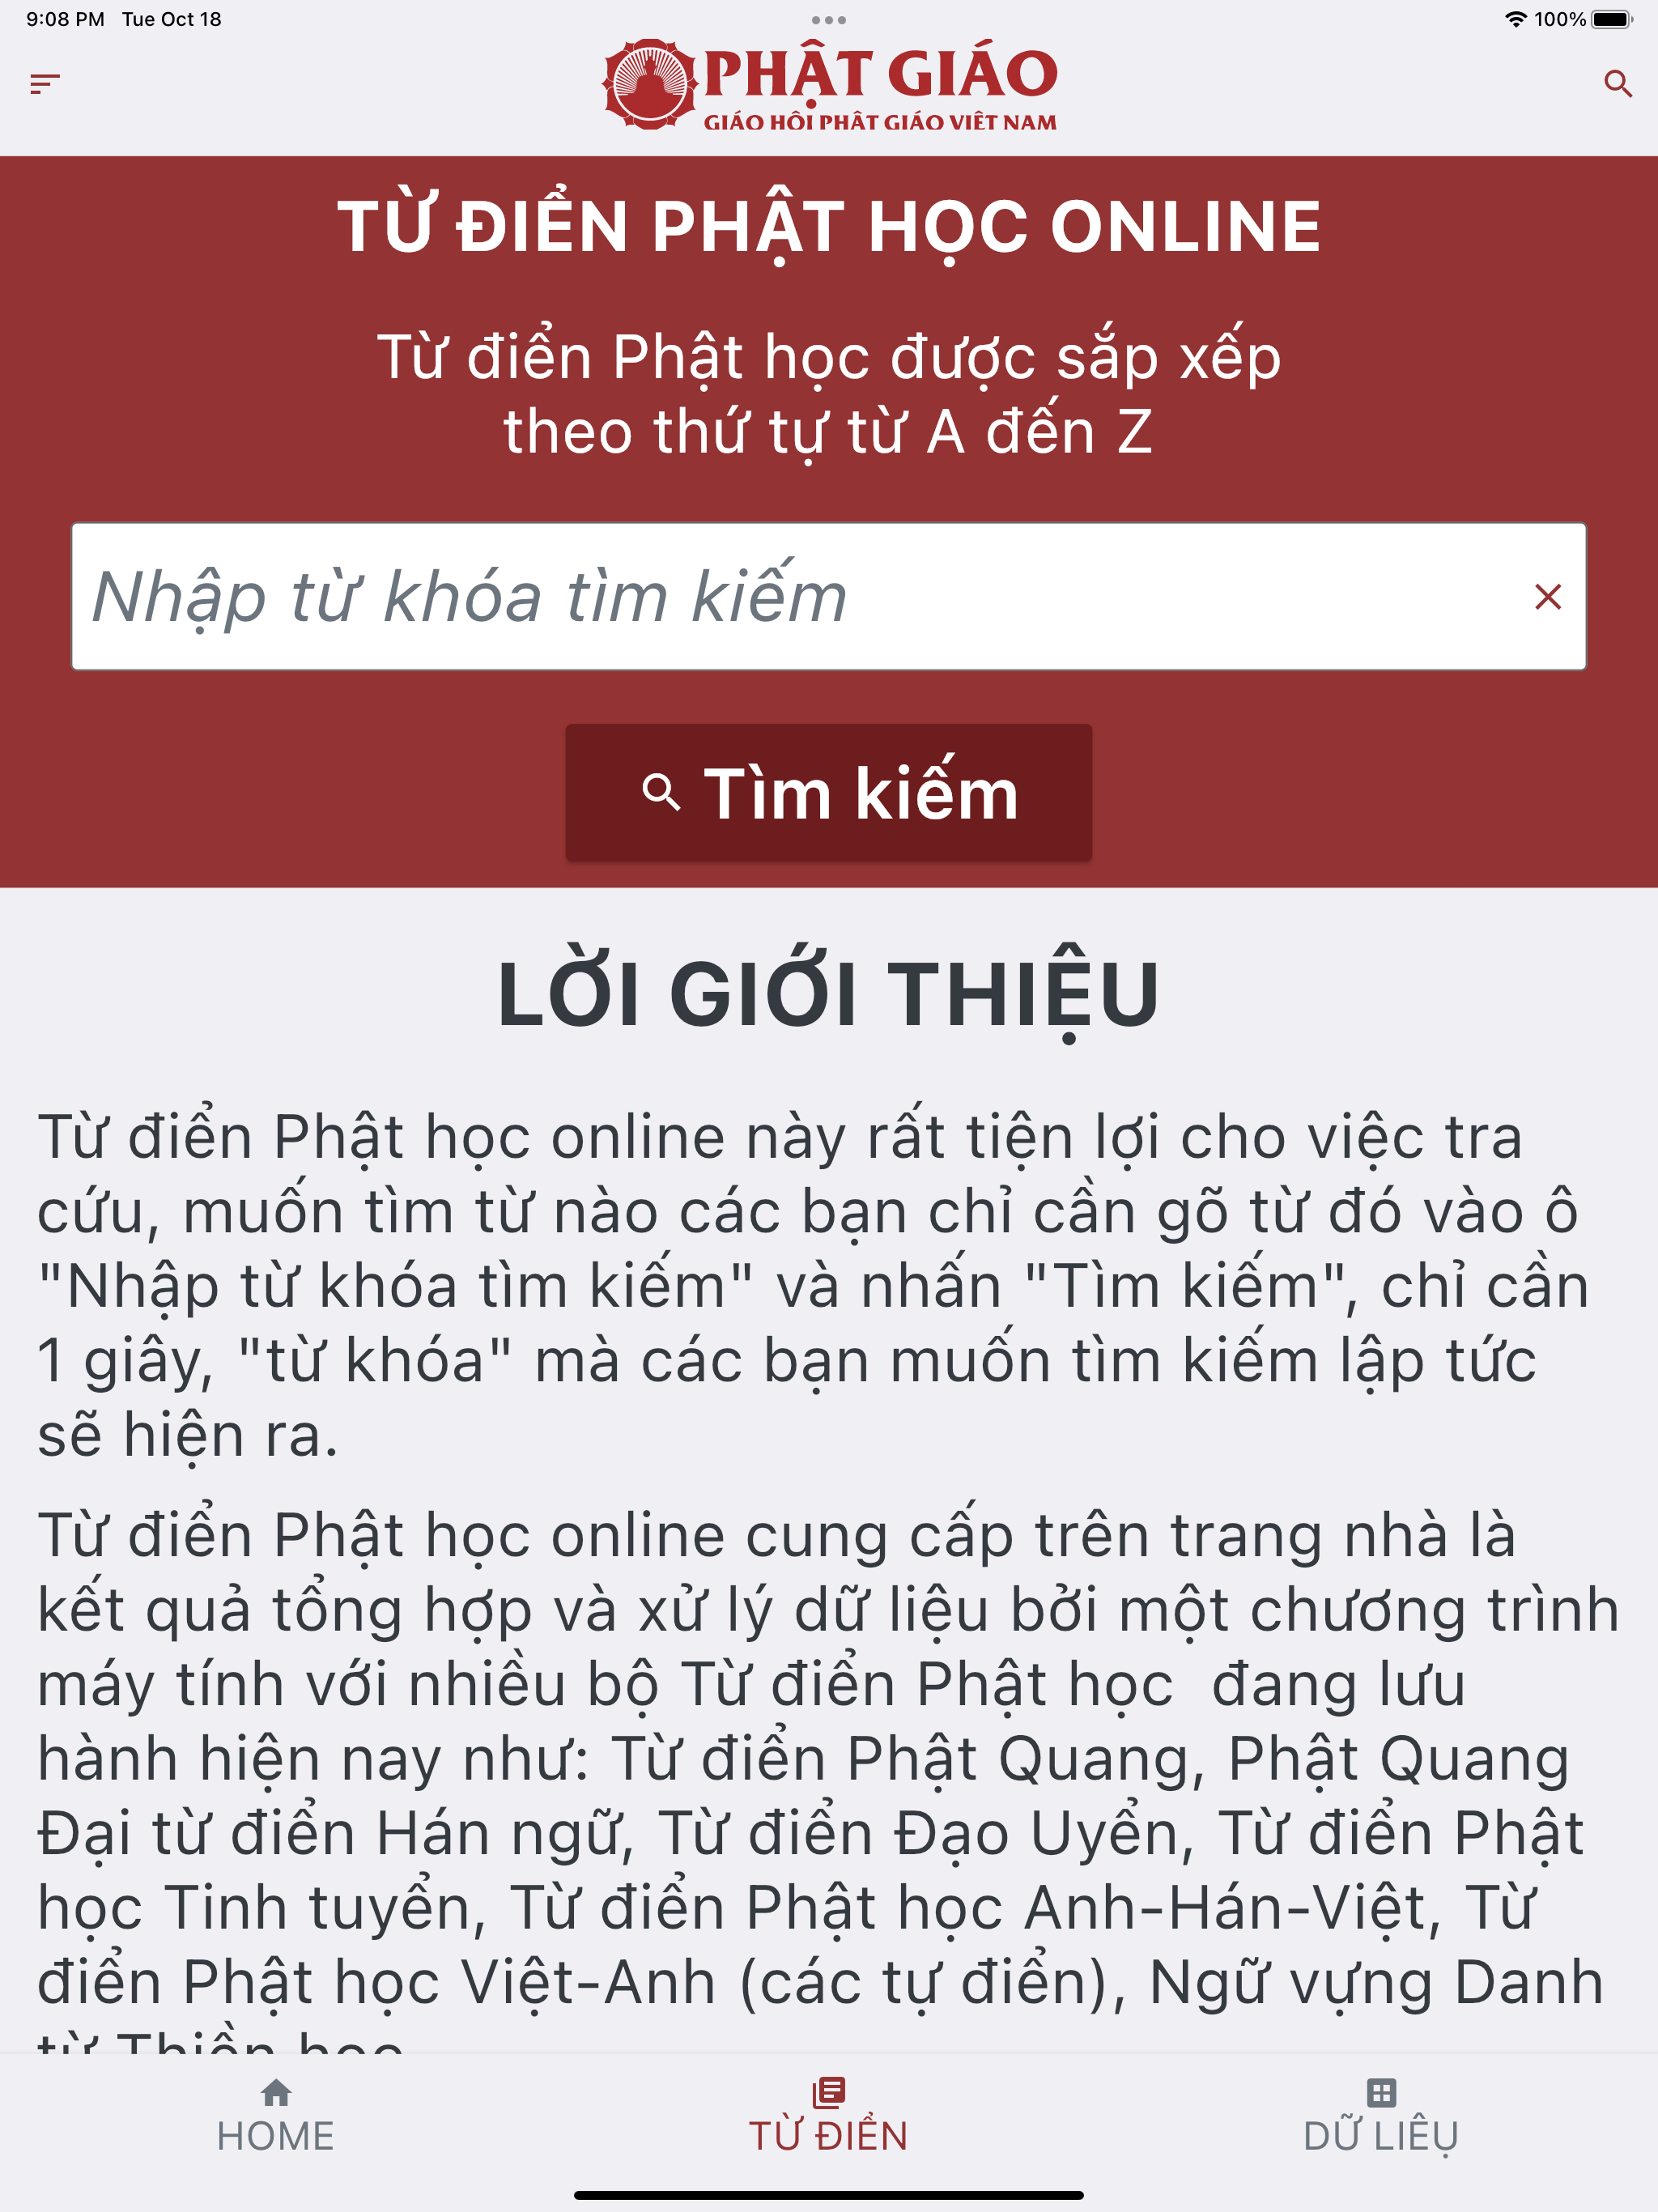 9:08 PM Tue Oct 18
100%
PHẬT GIÁO
GIÁO HỘI PHẬT GIÁO VIỆT NAM
TỪ ĐIỂN PHẬT HỌC ONLINE
Từ điển Phật học được sắp xếp
theo thứ tự từ A đến Z
Nhập từ khóa tìm kiếm
Tìm kiếm
LỜI GIỚI THIỆU
Từ điển Phật học online này rất tiện lợi cho việc tra
cứu, muốn tìm từ nào các bạn chỉ cần gõ từ đó vào ô
"Nhập từ khóa tìm kiếm" và nhấn "Tìm kiếm", chỉ cần
1 giây, "từ khóa" mà các bạn muốn tìm kiếm lập tức
sẽ hiện ra.
Từ điển Phật học online cung cấp trên trang nhà là
kết quả tổng hợp và xử lý dữ liệu bởi một chương trình
máy tính với nhiều bộ Từ điển Phật học đang lưu
hành hiện nay như: Từ điển Phật Quang, Phật Quang
Đại từ điển Hán ngữ, Từ điển Đạo Uyển, Từ điển Phật
học Tinh tuyển, Từ điển Phật học Anh-Hán-Việt, Từ
điển Phật học Việt-Anh (các tự điển), Ngữ vựng Danh
từ Thiền học
HOME
TỪ ĐIỂN
DỮ LIỆU